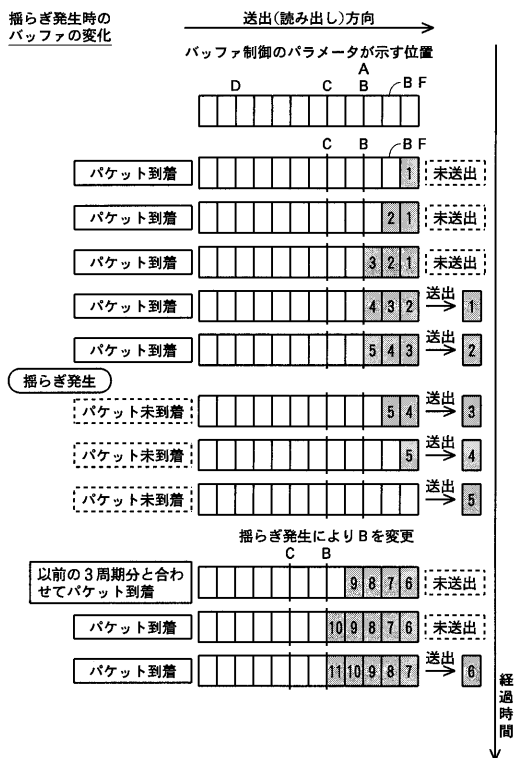 揺らぎ発生時の
バッファの変化
送出(読み出し)方向
バッファ制御のパラメータが示す位置
A
D C B B F
C B B F
パケット到着 1 未送出
パケット到着 2 1 未送出
パケット到着 3 2 1 未送出
パケット到着 4 3 2 送出 1
パケット到着 5 4 3 送出 2
揺らぎ発生
パケット未到着 5 4 送出 3
パケット未到着 5 送出 4
パケット未到着 送出 5
揺らぎ発生によりBを変更
C B
以前の3周期分と合わ
せてパケット到着 9 8 7 6 未送出
パケット到着 10 9 8 7 6 未送出
パケット到着 11 10 9 8 7 送出 6
経過時間